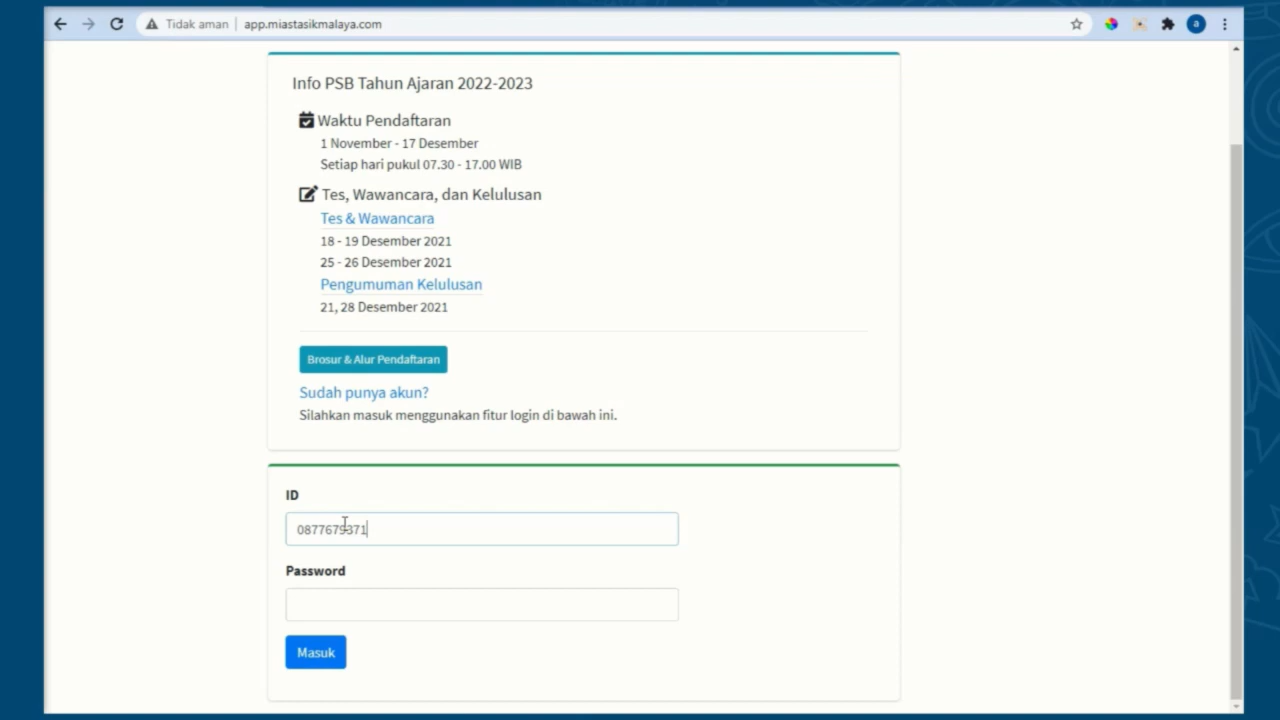 Tidak aman | app.miastasikmalaya.com
a
Info PSB Tahun Ajaran 2022-2023
Waktu Pendaftaran
1 November - 17 Desember
Setiap hari pukul 07.30 - 17.00 WIB
Tes, Wawancara, dan Kelulusan
Tes & Wawancara
18 - 19 Desember 2021
25 - 26 Desember 2021
Pengumuman Kelulusan
21, 28 Desember 2021
Brosur & Alur Pendaftaran
Sudah punya akun?
Silahkan masuk menggunakan fitur login di bawah ini.
ID
0877679371
Password
Masuk